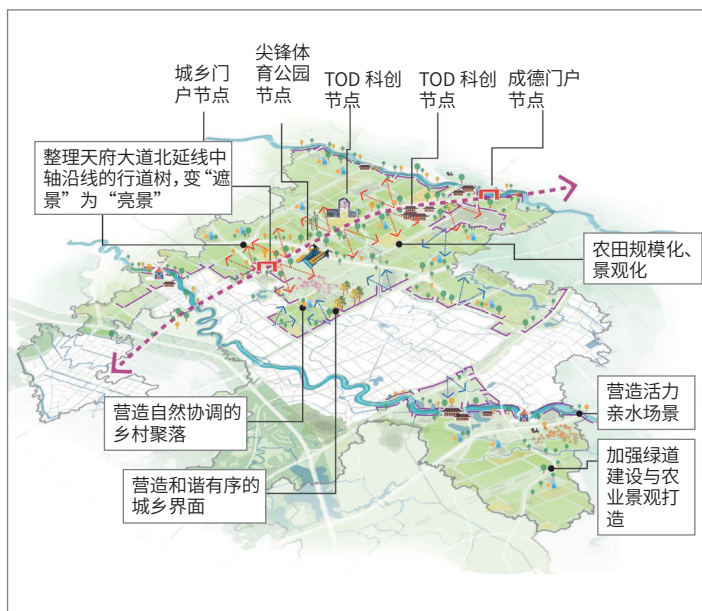 城乡门
户节点
尖锋体
育公园
节点
TOD 科创
节点
TOD 科创
节点
成德门户
节点
整理天府大道北延线中
轴沿线的行道树，变“遮
景”为“亮景”
农田规模化、
景观化
营造自然协调的
乡村聚落
营造和谐有序的
城乡界面
营造活力
亲水场景
加强绿道
建设与农
业景观打
造